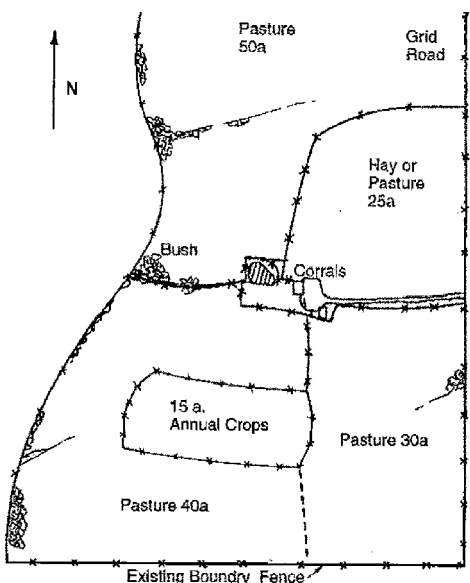 Pasture
50a
Grid
Road
N
Hay or
Pasture
25a
Bush
Corrals
15 a.
Annual Crops
Pasture 30a
Pasture 40a
Existing Boundry Fence